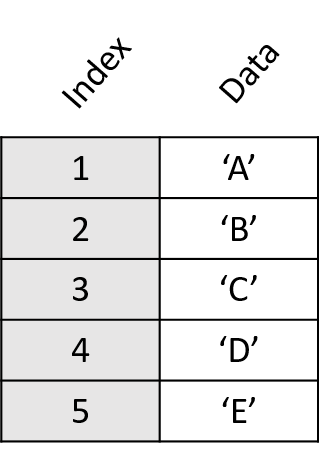 Index Data
1 ‘A’
2 ‘B’
3 ‘C’
4 ‘D’
5 ‘E’